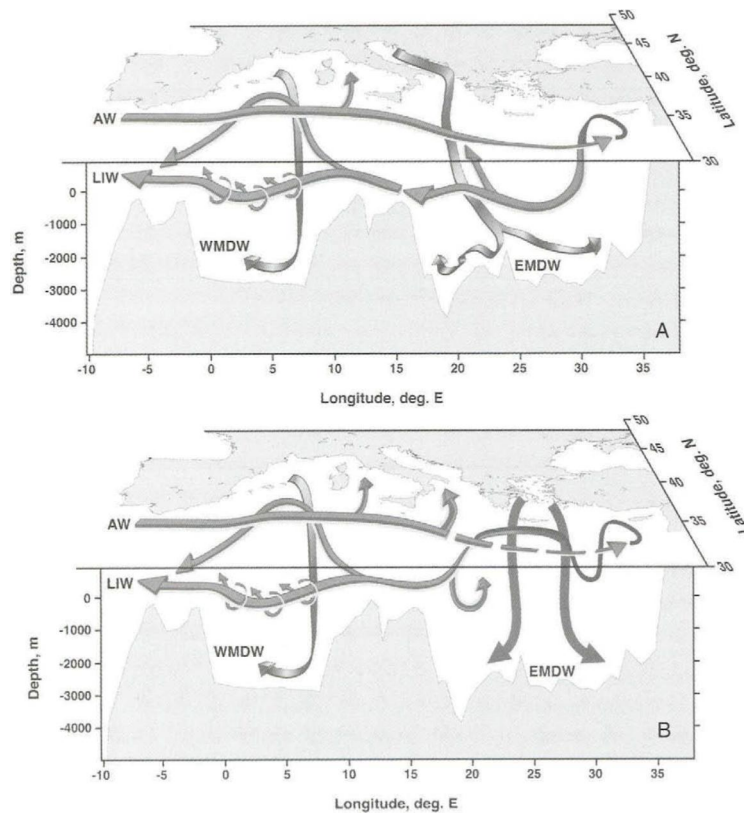 50
45
40
35
30
Latitude, deg. N
AW
LIW
WMDW
EMDW
0
-1000
-2000
-3000
-4000
Depth, m
A
-10 -5 0 5 10 15 20 25 30 35
Longitude, deg. E
50
45
40
35
30
Latitude, deg. N
AW
LIW
WMDW
EMDW
0
-1000
-2000
-3000
-4000
Depth, m
B
-10 -5 0 5 10 15 20 25 30 35
Longitude, deg. E